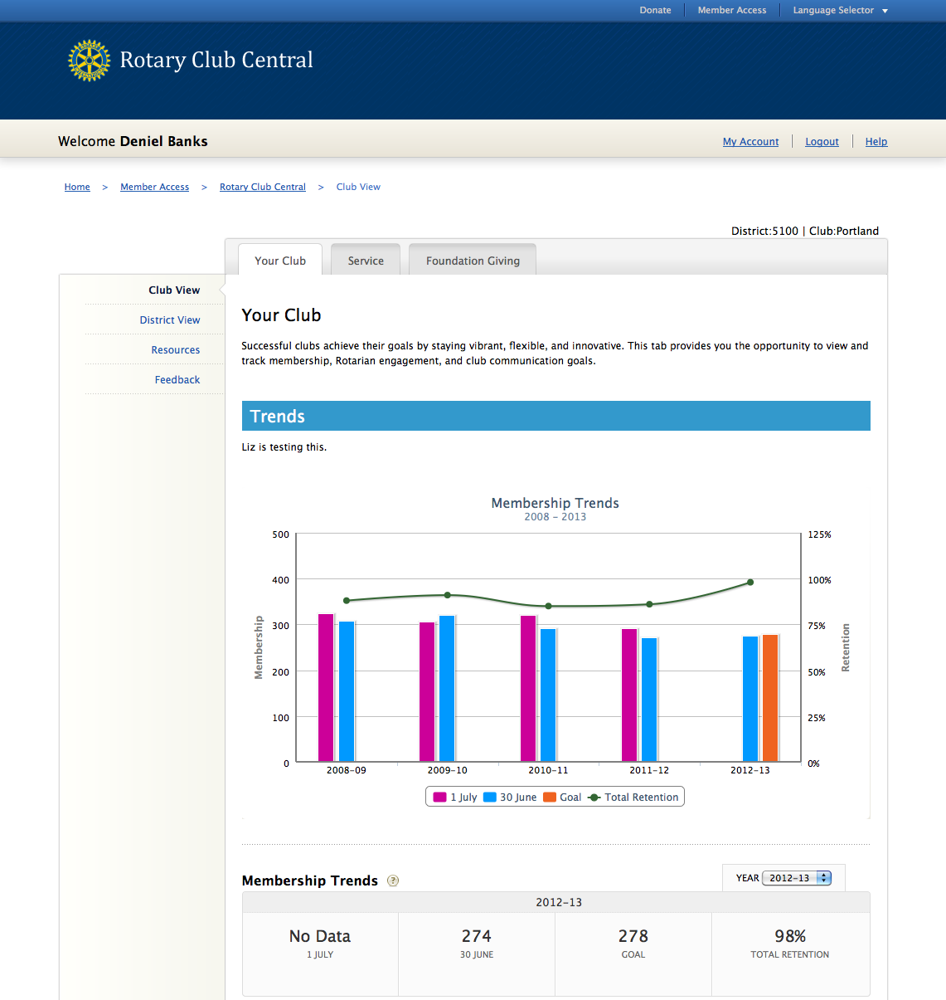 Donate Member Access Language Selector
Rotary Club Central
Welcome Deniel Banks
My Account Logout Help
Home > Member Access > Rotary Club Central > Club View
District:5100 | Club:Portland
Your Club Service Foundation Giving
Club View
District View
Resources
Feedback
Your Club
Successful clubs achieve their goals by staying vibrant, flexible, and innovative. This tab provides you the opportunity to view and
track membership, Rotarian engagement, and club communication goals.
Trends
Liz is testing this.
Membership Trends
2008 – 2013
500 125%
400 100%
300 75%
200 50%
100 25%
0 0%
Membership
Retention
2008-09 2009-10 2010-11 2011-12 2012-13
1 July 30 June Goal Total Retention
Membership Trends ?
YEAR 2012-13
2012-13
No Data 274 278 98%
1 JULY 30 JUNE GOAL TOTAL RETENTION